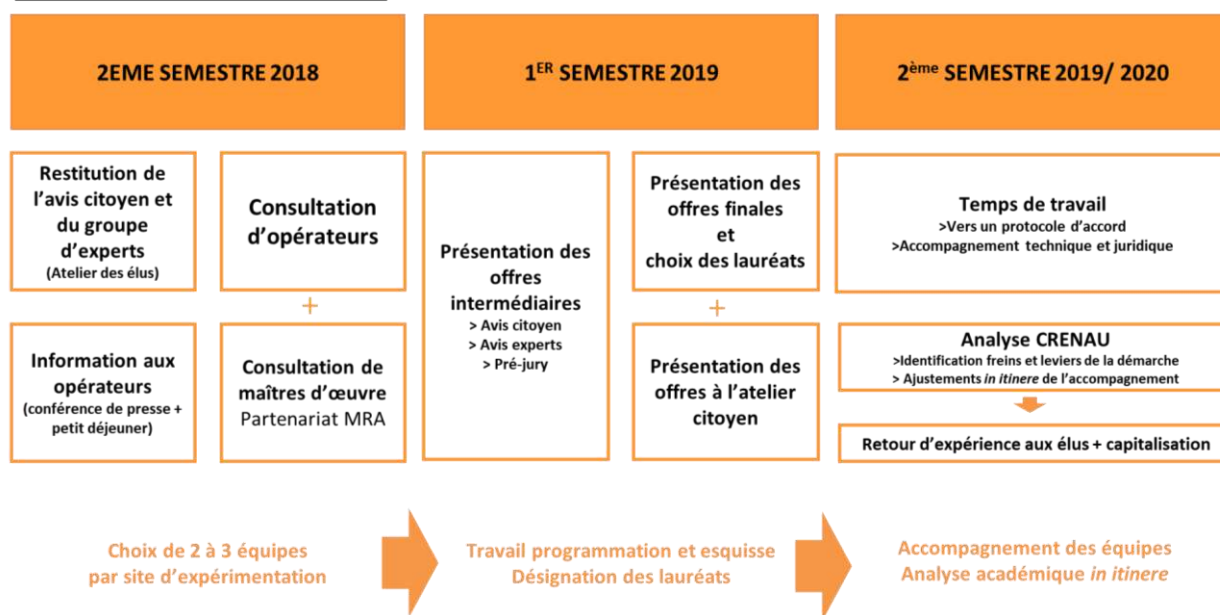 2EME SEMESTRE 2018
Restitution de
l'avis citoyen et
du groupe
d'experts
(Atelier des élus)
Information aux
opérateurs
(conférence de presse +
petit déjeuner)
Consultation
d'opérateurs
+
Consultation de
maîtres d'œuvre
Partenariat MRA
1ER SEMESTRE 2019
Présentation des
offres
intermédiaires
> Avis citoyen
> Avis experts
> Pré-jury
Présentation des
offres finales
et
choix des lauréats
+
Présentation des
offres à l'atelier
citoyen
2ème SEMESTRE 2019/ 2020
Temps de travail
>Vers un protocole d'accord
>Accompagnement technique et juridique
Analyse CRENAU
>Identification freins et leviers de la démarche
> Ajustements in itinere de l'accompagnement
Retour d'expérience aux élus + capitalisation
Choix de 2 à 3 équipes
par site d'expérimentation
Travail programmation et esquisse
Désignation des lauréats
Accompagnement des équipes
Analyse académique in itinere